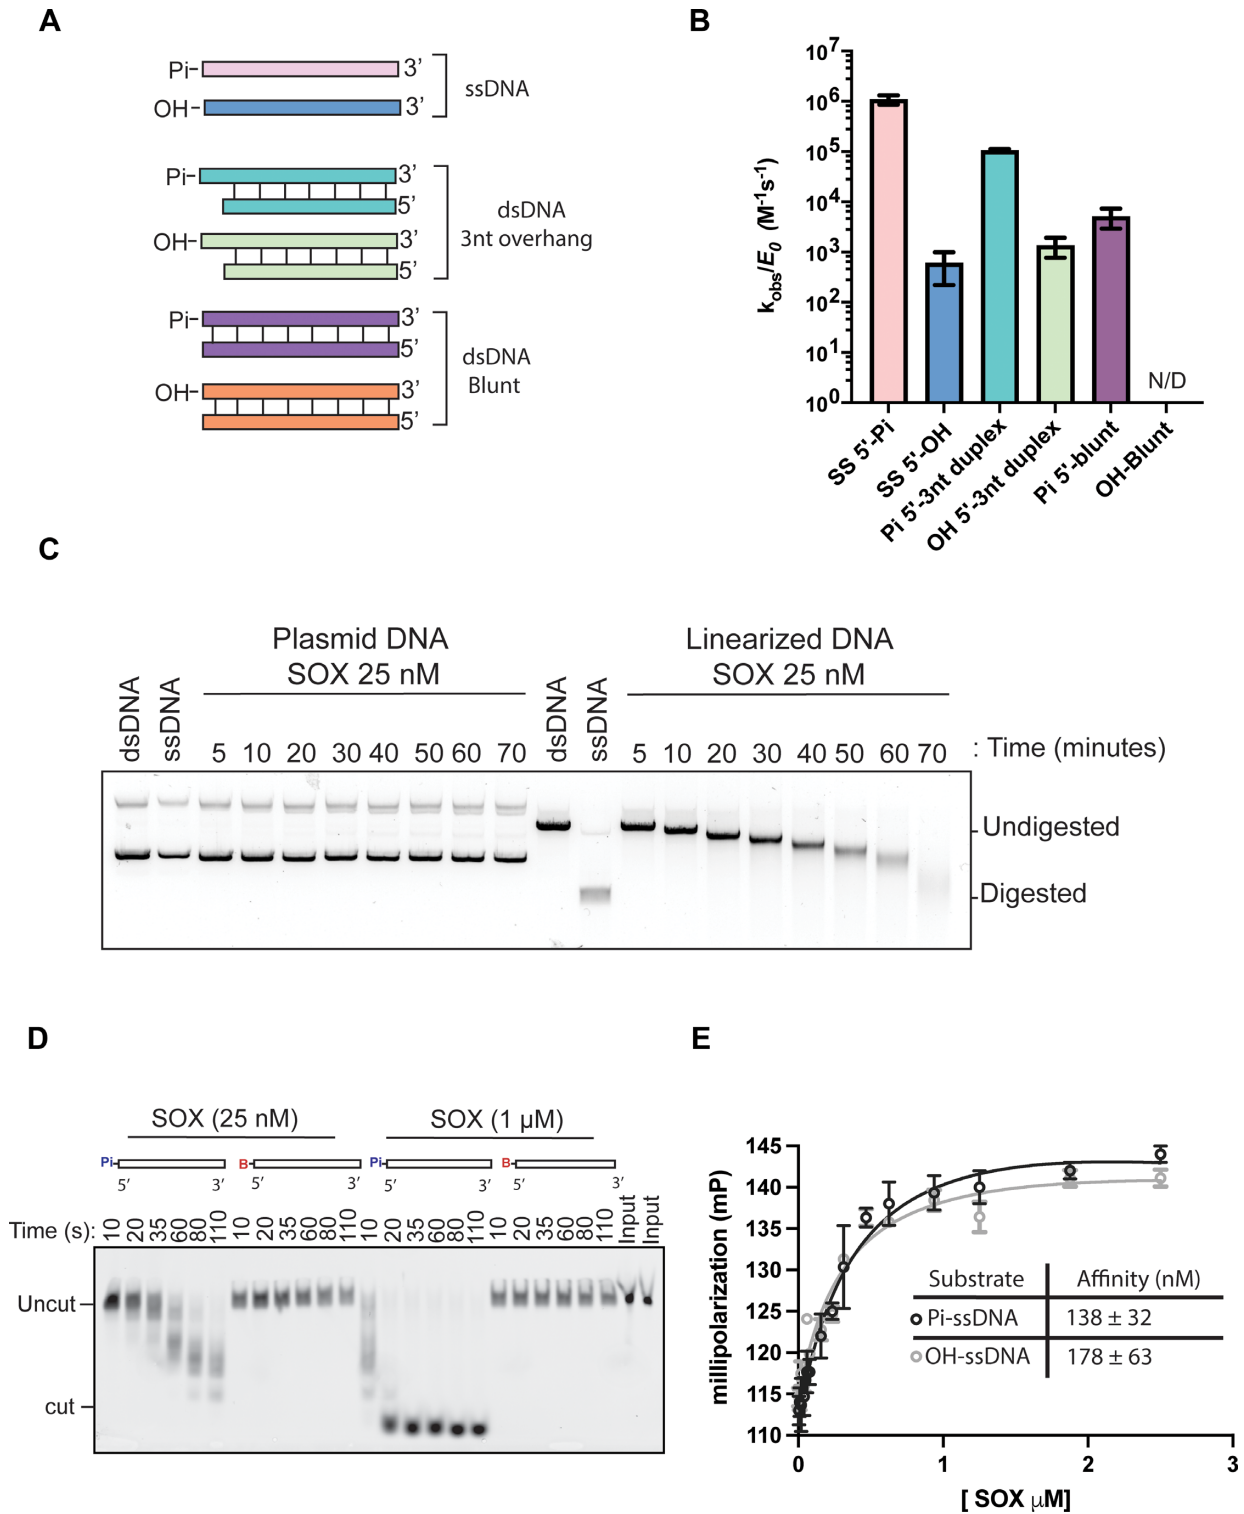 A
Pi-
3'
OH-
3'
ssDNA
Pi-
3'
5'
OH-
3'
5'
dsDNA
3nt overhang
Pi-
3'
5'
OH-
3'
5'
dsDNA
Blunt
B
k_obs/E_0 (M^-1 s^-1)
10^7
10^6
10^5
10^4
10^3
10^2
10^1
10^0
N/D
SS 5'-Pi
SS 5'-OH
Pi 5'-3nt duplex
OH 5'-3nt duplex
Pi 5'-blunt
OH-Blunt
C
Plasmid DNA
SOX 25 nM
Linearized DNA
SOX 25 nM
dsDNA ssDNA 5 10 20 30 40 50 60 70 dsDNA ssDNA 5 10 20 30 40 50 60 70 : Time (minutes)
Undigested
Digested
D
SOX (25 nM) SOX (1 µM)
Pi- B- Pi- B-
5' 3' 5' 3' 5' 3' 5' 3'
Time (s): 10 20 35 60 80 110 10 20 35 60 80 110 10 20 35 60 80 110 10 20 35 60 80 110 Input Input
Uncut
cut
E
millipolarization (mP)
145
140
135
130
125
120
115
110
Substrate Affinity (nM)
Pi-ssDNA 138 ± 32
OH-ssDNA 178 ± 63
0 1 2 3
[ SOX µM]